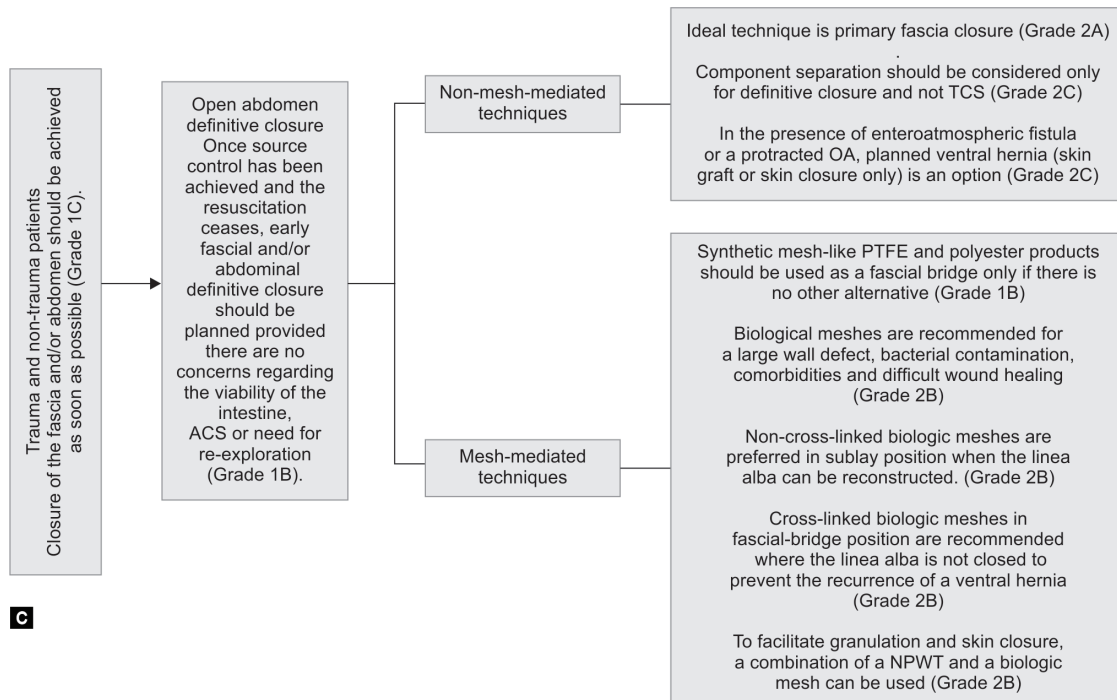 Trauma and non-trauma patients
Closure of the fascia and/or abdomen should be achieved
as soon as possible (Grade 1C).
Open abdomen
definitive closure
Once source
control has been
achieved and the
resuscitation
ceases, early
fascial and/or
abdominal
definitive closure
should be
planned provided
there are no
concerns regarding
the viability of the
intestine,
ACS or need for
re-exploration
(Grade 1B).
Non-mesh-mediated
techniques
Ideal technique is primary fascia closure (Grade 2A)
.
Component separation should be considered only
for definitive closure and not TCS (Grade 2C)
In the presence of enteroatmospheric fistula
or a protracted OA, planned ventral hernia (skin
graft or skin closure only) is an option (Grade 2C)
Mesh-mediated
techniques
Synthetic mesh-like PTFE and polyester products
should be used as a fascial bridge only if there is
no other alternative (Grade 1B)
Biological meshes are recommended for
a large wall defect, bacterial contamination,
comorbidities and difficult wound healing
(Grade 2B)
Non-cross-linked biologic meshes are
preferred in sublay position when the linea
alba can be reconstructed. (Grade 2B)
Cross-linked biologic meshes in
fascial-bridge position are recommended
where the linea alba is not closed to
prevent the recurrence of a ventral hernia
(Grade 2B)
To facilitate granulation and skin closure,
a combination of a NPWT and a biologic
mesh can be used (Grade 2B)
C